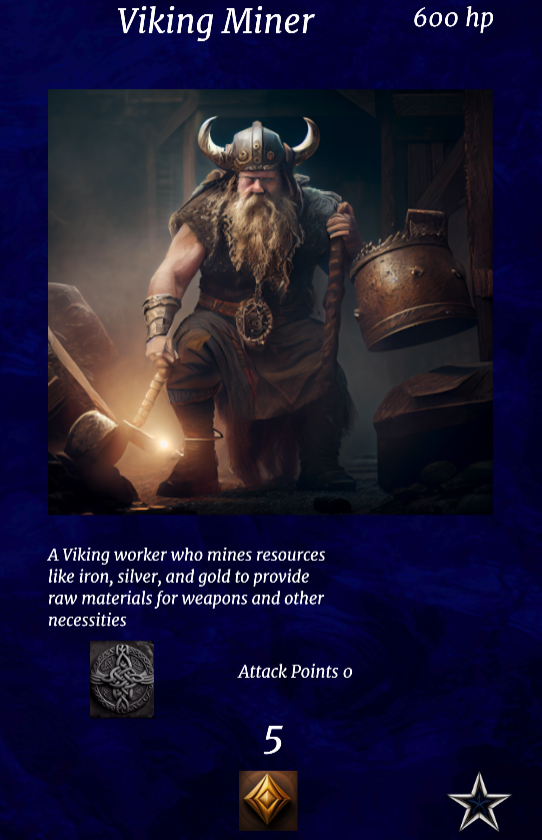 Viking Miner
600 hp
A Viking worker who mines resources
like iron, silver, and gold to provide
raw materials for weapons and other
necessities
Attack Points 0
5